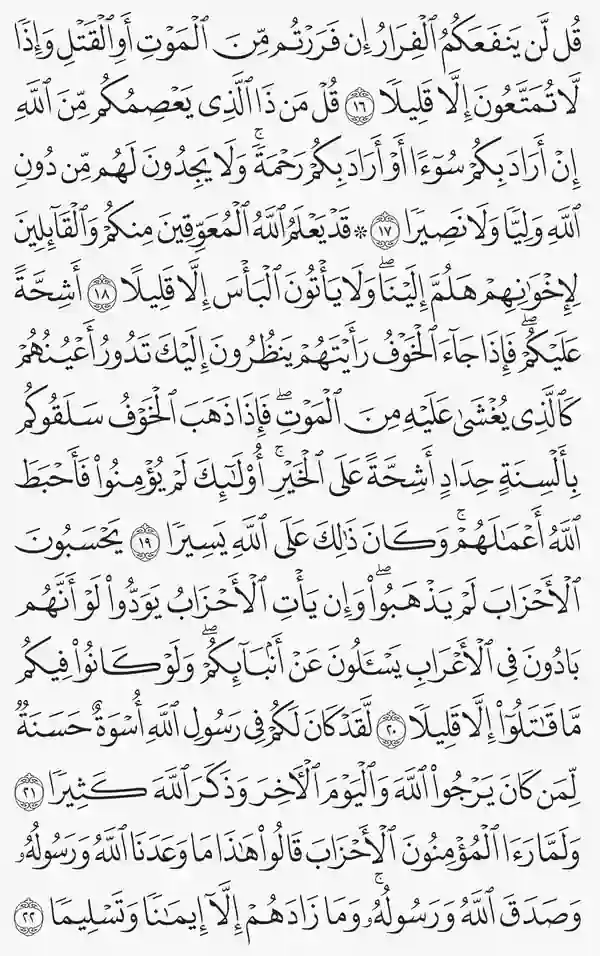 قُل لَّن يَنفَعَكُمُ ٱلْفِرَارُ إِن فَرَرْتُم مِّنَ ٱلْمَوْتِ أَوِ ٱلْقَتْلِ وَإِذًا
لَّا تُمَتَّعُونَ إِلَّا قَلِيلًا ١٦ قُلْ مَن ذَا ٱلَّذِى يَعْصِمُكُم مِّنَ ٱللَّهِ
إِنْ أَرَادَ بِكُمْ سُوٓءًا أَوْ أَرَادَ بِكُمْ رَحْمَةً ۚ وَلَا يَجِدُونَ لَهُم مِّن دُونِ
ٱللَّهِ وَلِيًّا وَلَا نَصِيرًا ١٧ ۞ قَدْ يَعْلَمُ ٱللَّهُ ٱلْمُعَوِّقِينَ مِنكُمْ وَٱلْقَآئِلِينَ
لِإِخْوَٰنِهِمْ هَلُمَّ إِلَيْنَا ۖ وَلَا يَأْتُونَ ٱلْبَأْسَ إِلَّا قَلِيلًا ١٨ أَشِحَّةً
عَلَيْكُمْ ۖ فَإِذَا جَآءَ ٱلْخَوْفُ رَأَيْتَهُمْ يَنظُرُونَ إِلَيْكَ تَدُورُ أَعْيُنُهُمْ
كَٱلَّذِى يُغْشَىٰ عَلَيْهِ مِنَ ٱلْمَوْتِ ۖ فَإِذَا ذَهَبَ ٱلْخَوْفُ سَلَقُوكُم
بِأَلْسِنَةٍ حِدَادٍ أَشِحَّةً عَلَى ٱلْخَيْرِ ۚ أُو۟لَٰٓئِكَ لَمْ يُؤْمِنُوا۟ فَأَحْبَطَ
ٱللَّهُ أَعْمَٰلَهُمْ ۚ وَكَانَ ذَٰلِكَ عَلَى ٱللَّهِ يَسِيرًا ١٩ يَحْسَبُونَ
ٱلْأَحْزَابَ لَمْ يَذْهَبُوا۟ ۖ وَإِن يَأْتِ ٱلْأَحْزَابُ يَوَدُّوا۟ لَوْ أَنَّهُم
بَادُونَ فِى ٱلْأَعْرَابِ يَسْـَٔلُونَ عَنْ أَنۢبَآئِكُمْ ۖ وَلَوْ كَانُوا۟ فِيكُم
مَّا قَٰتَلُوٓا۟ إِلَّا قَلِيلًا ٢٠ لَّقَدْ كَانَ لَكُمْ فِى رَسُولِ ٱللَّهِ أُسْوَةٌ حَسَنَةٌ
لِّمَن كَانَ يَرْجُوا۟ ٱللَّهَ وَٱلْيَوْمَ ٱلْـَٔاخِرَ وَذَكَرَ ٱللَّهَ كَثِيرًا ٢١
وَلَمَّا رَءَا ٱلْمُؤْمِنُونَ ٱلْأَحْزَابَ قَالُوا۟ هَٰذَا مَا وَعَدَنَا ٱللَّهُ وَرَسُولُهُۥ
وَصَدَقَ ٱللَّهُ وَرَسُولُهُۥ ۚ وَمَا زَادَهُمْ إِلَّآ إِيمَٰنًا وَتَسْلِيمًا ٢٢